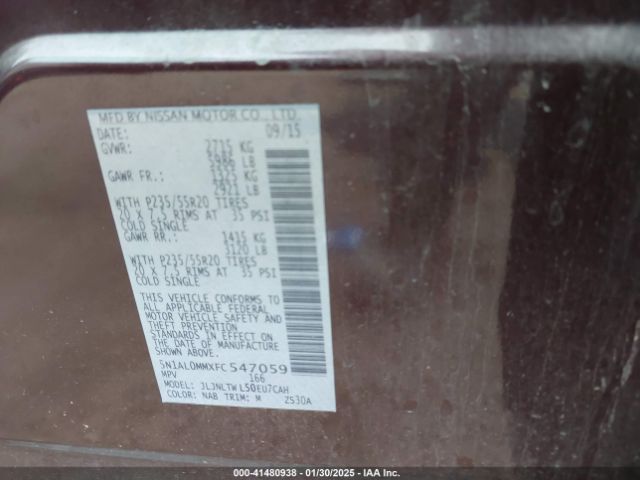 MFD BY NISSAN MOTOR CO., LTD.
DATE: 09/15
GVWR: 2715 KG
5986 LB
GAWR FR.: 1325 KG
2921 LB
WITH P235/55R20 TIRES
20 X 7.5 RIMS AT 35 PSI
COLD SINGLE
GAWR RR.: 1415 KG
3120 LB
WITH P235/55R20 TIRES
20 X 7.5 RIMS AT 35 PSI
COLD SINGLE
THIS VEHICLE CONFORMS TO
ALL APPLICABLE FEDERAL
MOTOR VEHICLE SAFETY AND
THEFT PREVENTION
STANDARDS IN EFFECT ON
THE DATE OF MANUFACTURE
SHOWN ABOVE.
5N1AL0MMXFC547059
MPV 166
MODEL: JLJNLTWL50EU7CAH
COLOR: NAB TRIM: M ZS30A
000-41480938 - 01/30/2025 - IAA Inc.